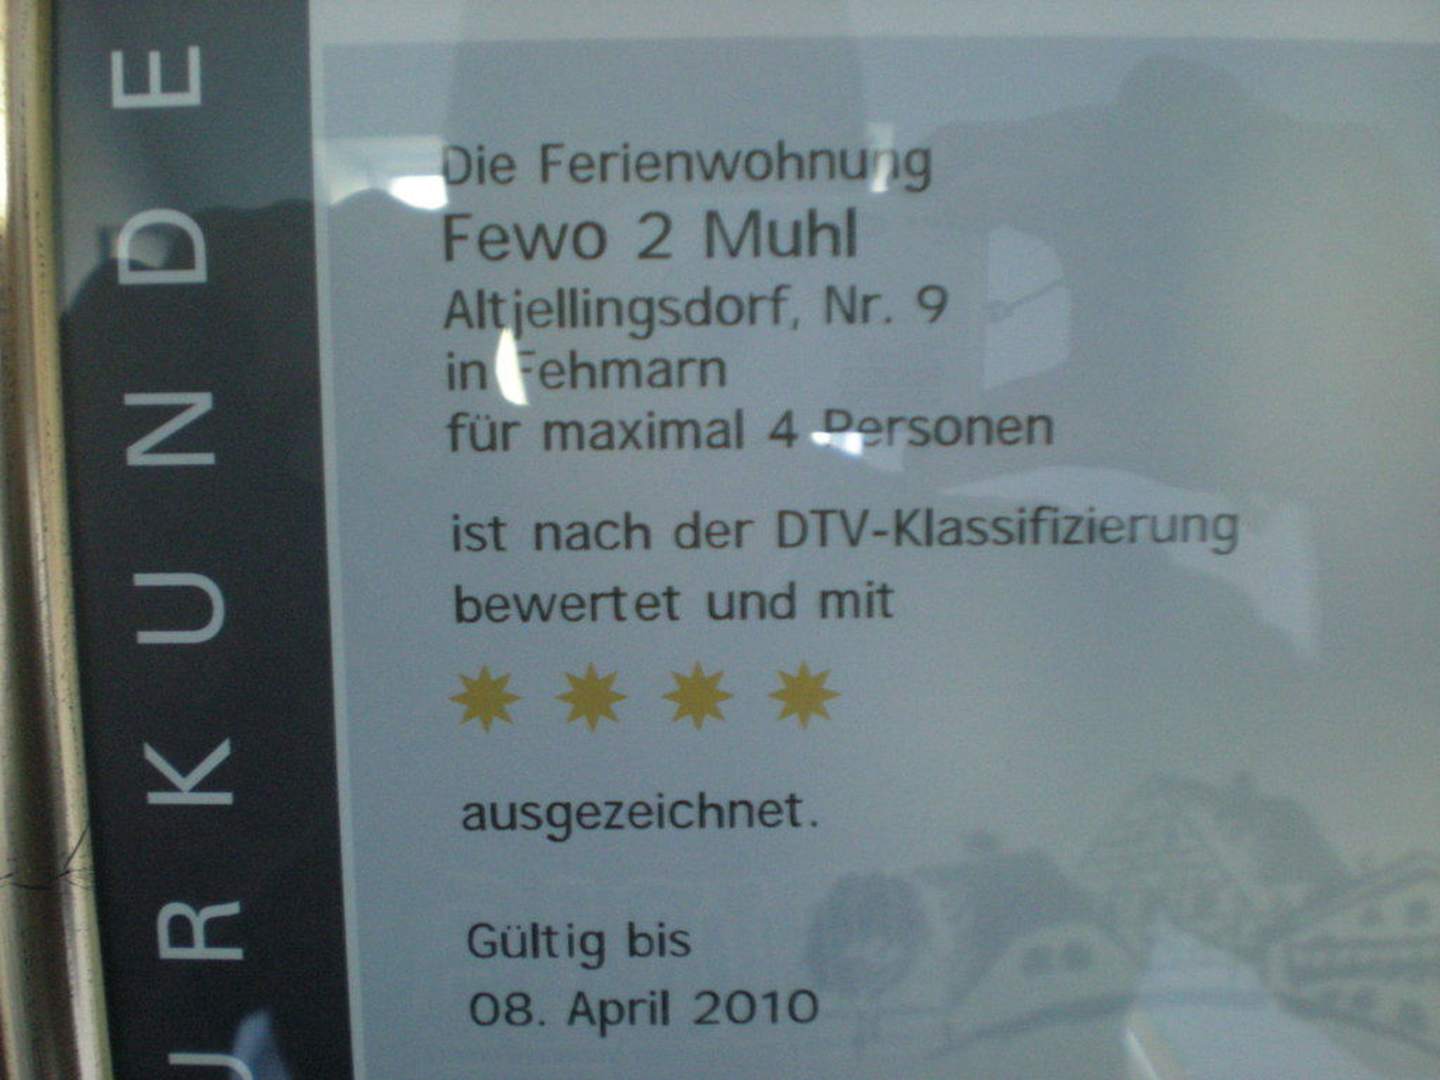 URKUNDE
Die Ferienwohnung
Fewo 2 Muhl
Altjellingsdorf, Nr. 9
in Fehmarn
für maximal 4 Personen
ist nach der DTV-Klassifizierung
bewertet und mit
ausgezeichnet.
Gültig bis
08. April 2010